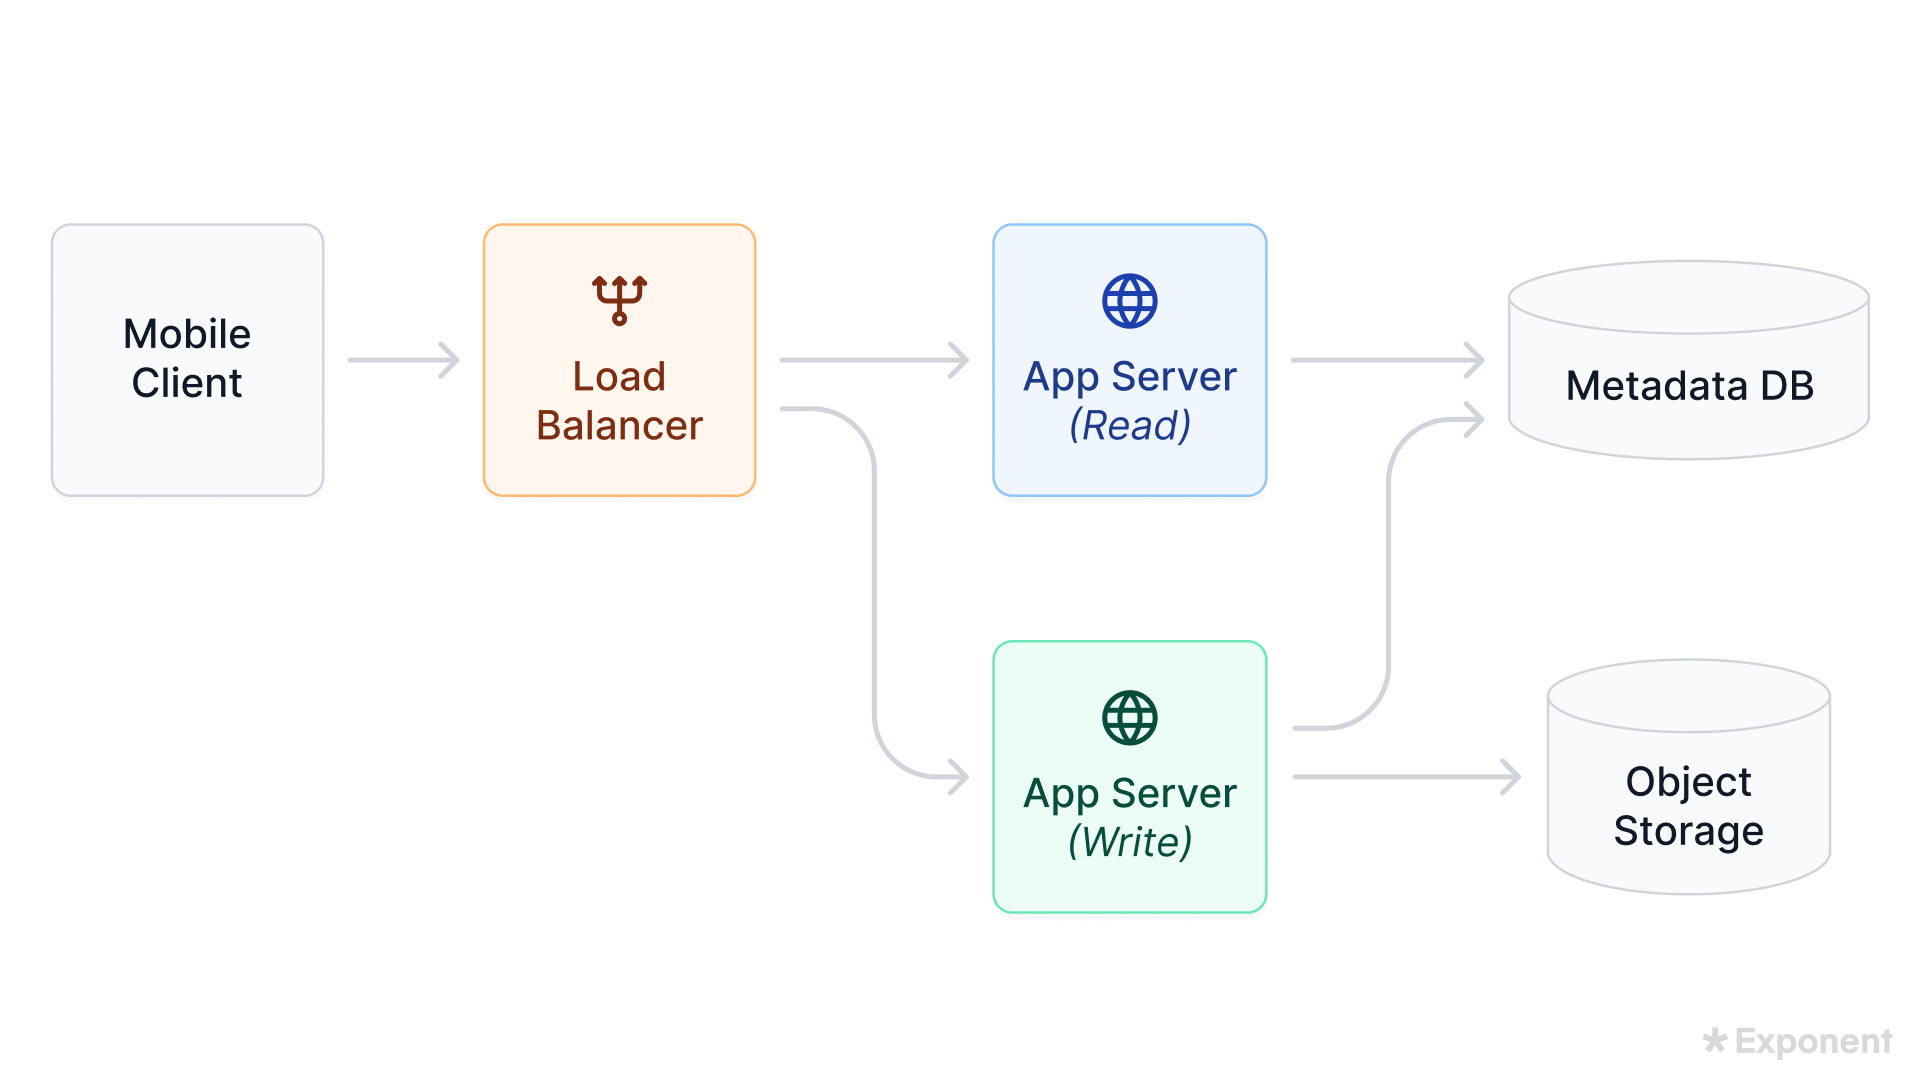 Mobile
Client
Load
Balancer
App Server
(Read)
Metadata DB
App Server
(Write)
Object
Storage
Exponent